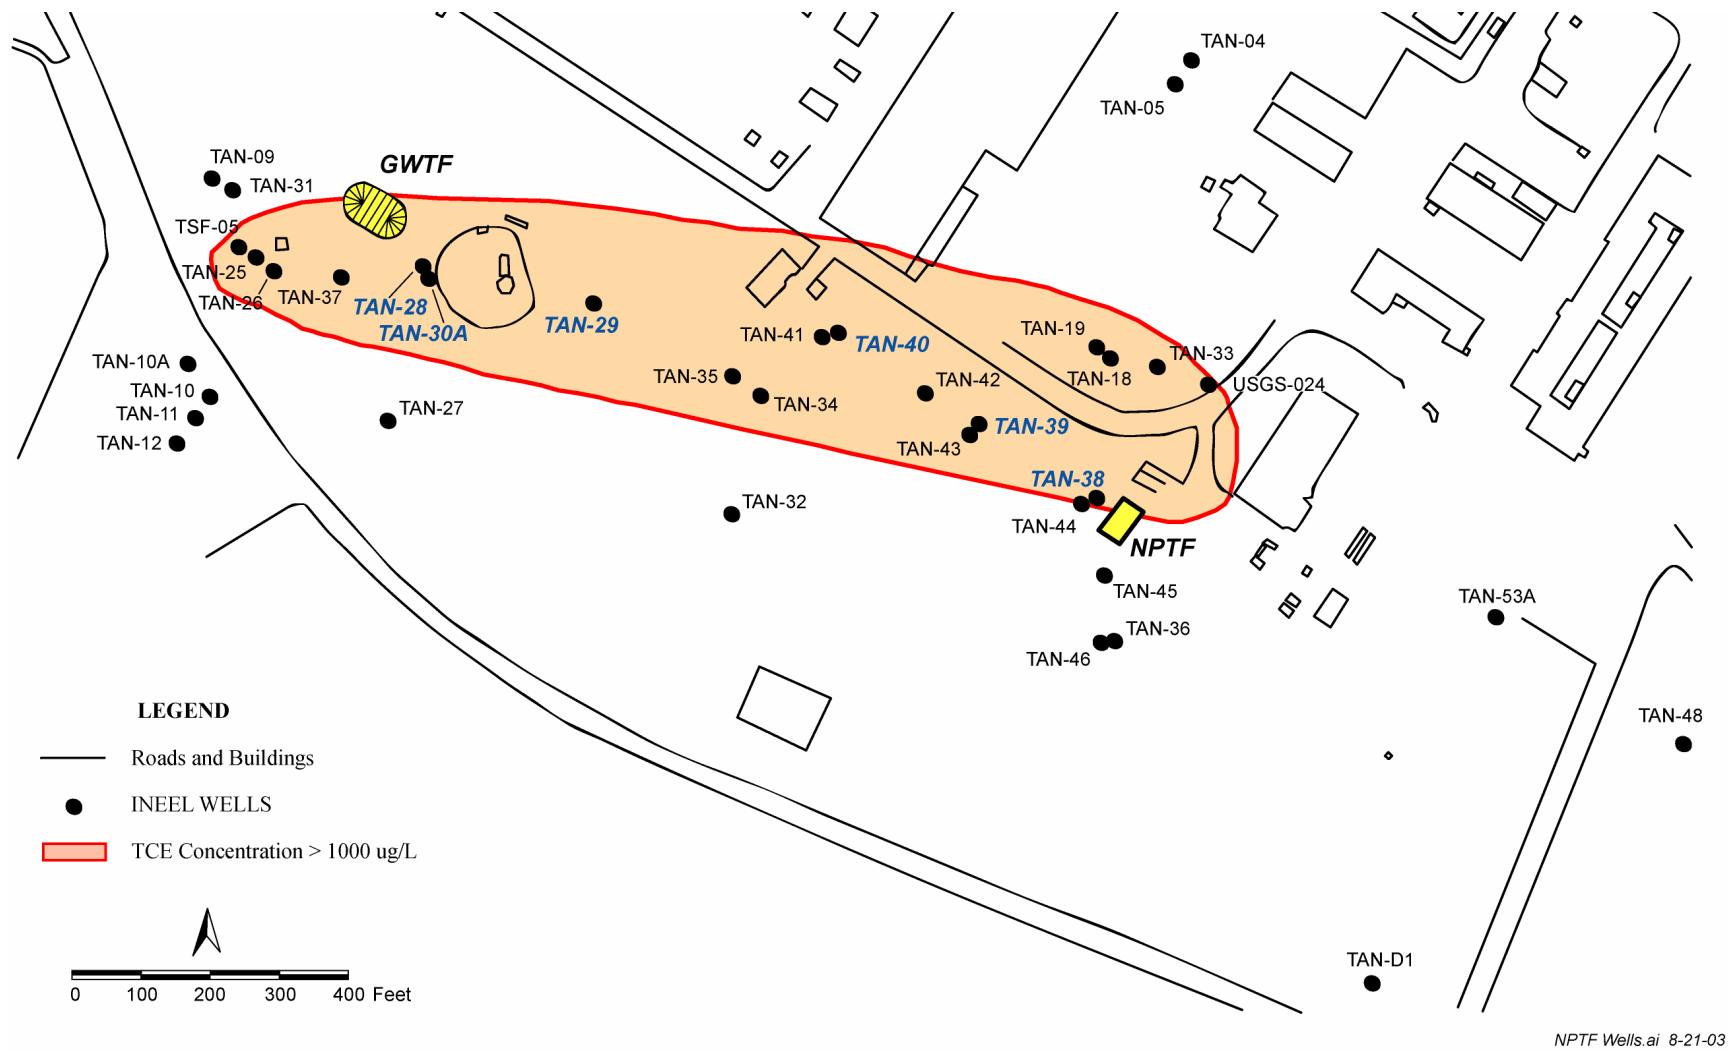 TAN-04
TAN-05
TAN-09
GWTF
TAN-31
TSF-05
TAN-25
TAN-26
TAN-37
TAN-28
TAN-30A
TAN-29
TAN-41
TAN-40
TAN-19
TAN-33
TAN-18
USGS-024
TAN-10A
TAN-10
TAN-11
TAN-12
TAN-27
TAN-35
TAN-34
TAN-42
TAN-39
TAN-43
TAN-38
TAN-44
TAN-32
NPTF
TAN-45
TAN-36
TAN-46
TAN-53A
TAN-48
TAN-D1
LEGEND
Roads and Buildings
INEEL WELLS
TCE Concentration > 1000 ug/L
0 100 200 300 400 Feet
NPTF Wells.ai 8-21-03